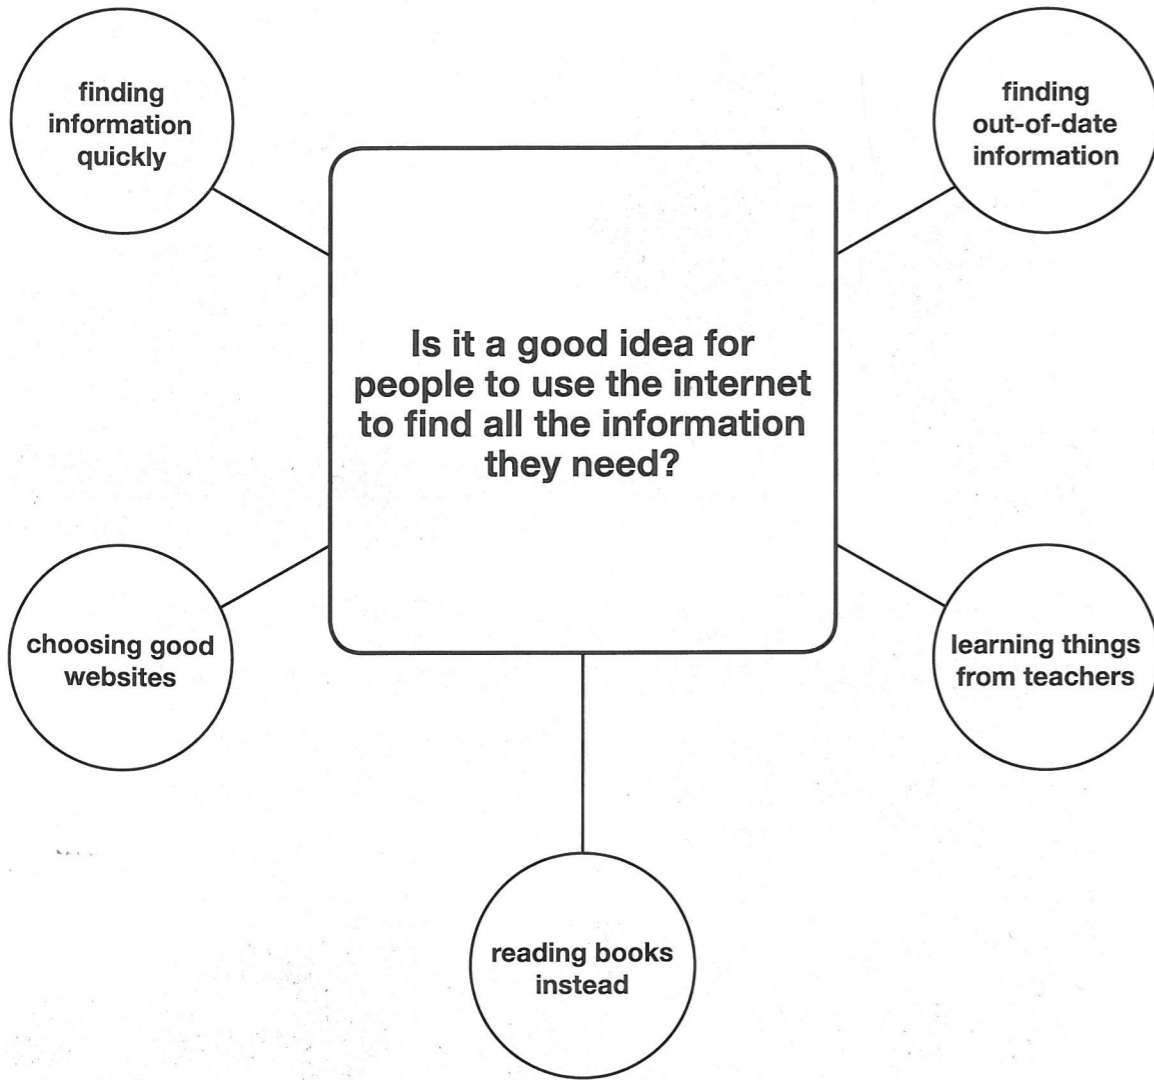 finding
information
quickly
finding
out-of-date
information
Is it a good idea for
people to use the internet
to find all the information
they need?
choosing good
websites
learning things
from teachers
reading books
instead